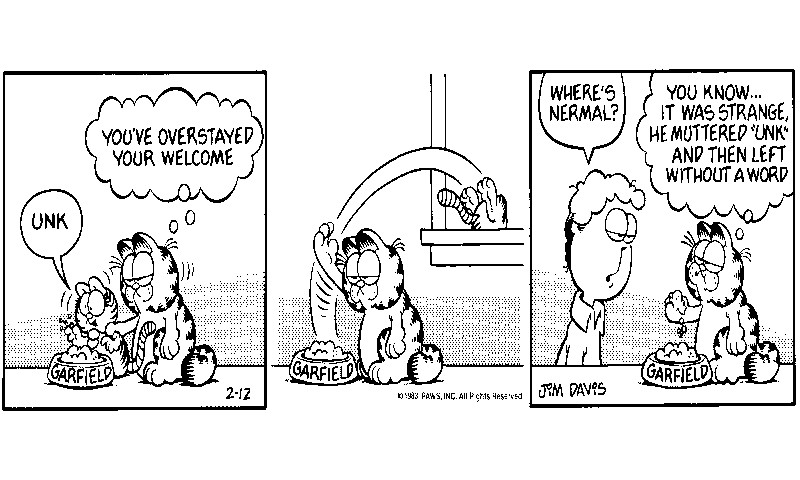 YOU'VE OVERSTAYED
YOUR WELCOME
UNK
GARFIELD
2-12
GARFIELD
©1983 PAWS, INC. All Rights Reserved
WHERE'S
NERMAL?
YOU KNOW...
IT WAS STRANGE,
HE MUTTERED "UNK"
AND THEN LEFT
WITHOUT A WORD
GARFIELD
JIM DAVIS